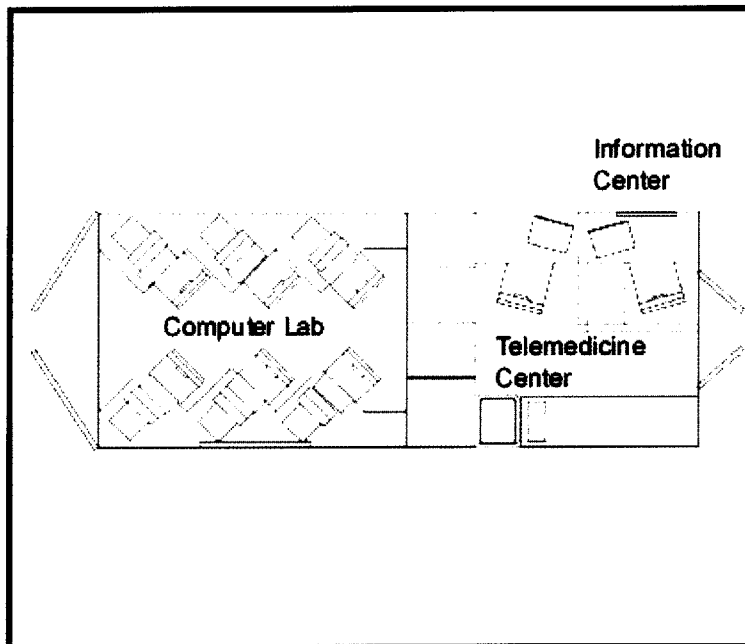 Information
Center
Computer Lab
Telemedicine
Center